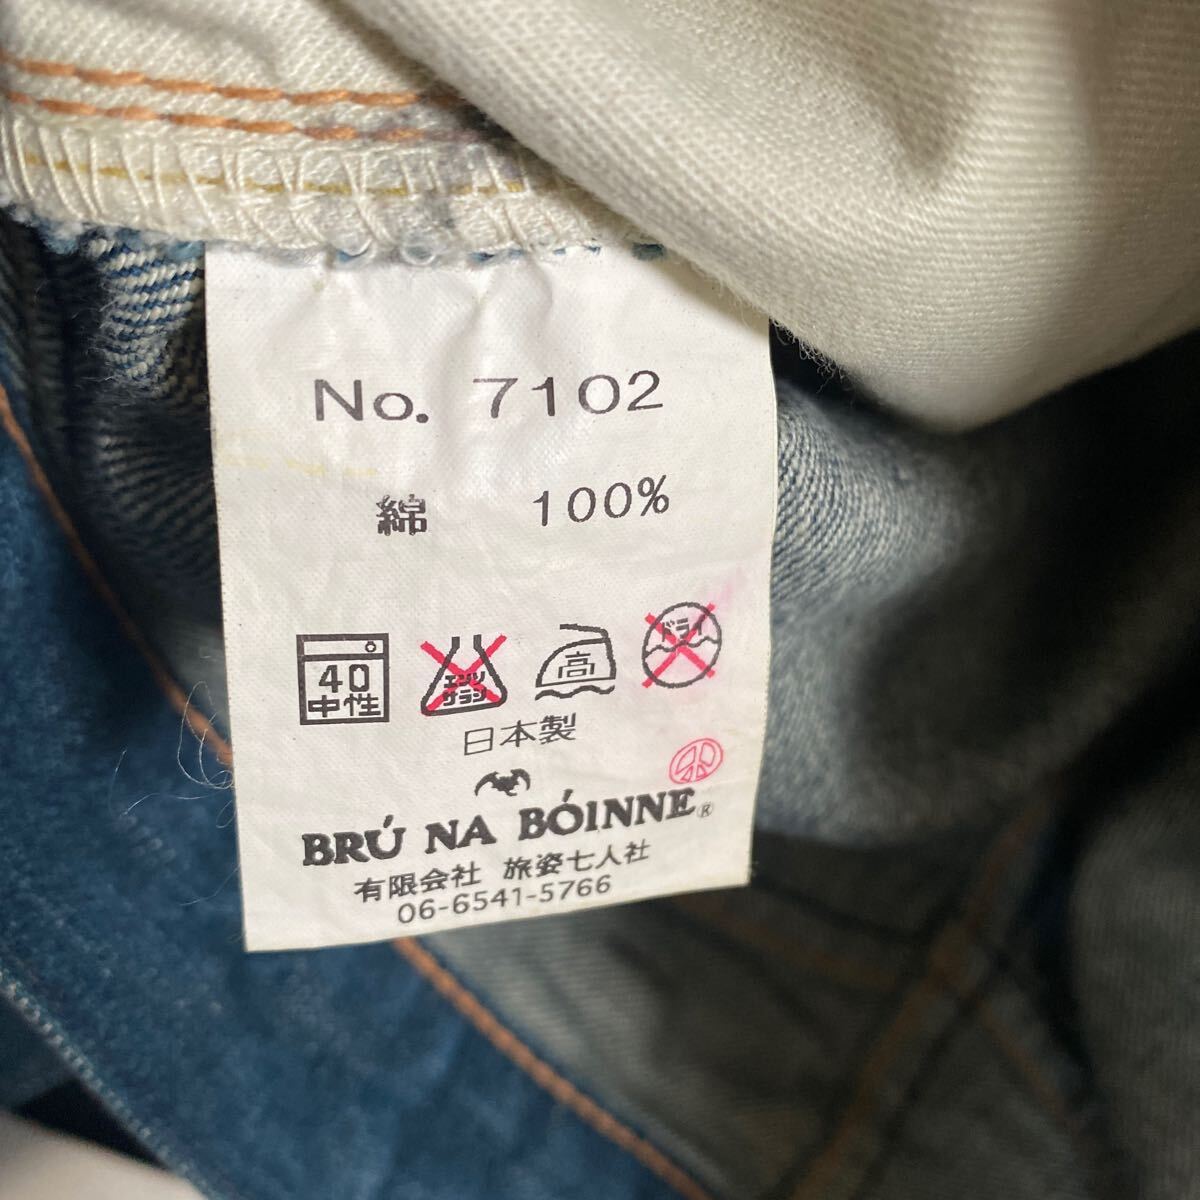 No. 7102
綿 100%
40
中性
エンソ
サラシ
高
ドライ
日本製
BRÚ NA BÓINNE®
有限会社 旅姿七人社
06-6541-5766